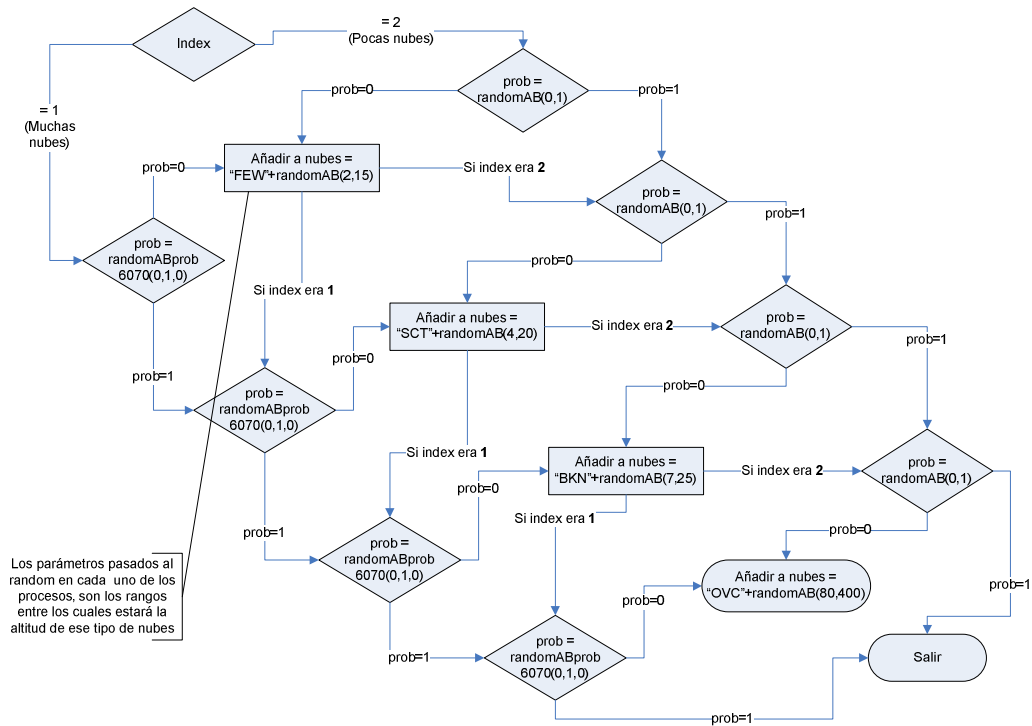 Index
= 2
(Pocas nubes)
= 1
(Muchas
nubes)
prob =
randomAB(0,1)
prob=0
prob=1
Añadir a nubes =
“FEW”+randomAB(2,15)
prob=0
Si index era 2
prob =
randomAB(0,1)
prob=1
prob =
randomABprob
6070(0,1,0)
prob=0
Si index era 1
Añadir a nubes =
“SCT”+randomAB(4,20)
Si index era 2
prob =
randomAB(0,1)
prob=1
prob=0
prob=1
prob =
randomABprob
6070(0,1,0)
prob=0
Si index era 1
Añadir a nubes =
“BKN”+randomAB(7,25)
Si index era 2
prob =
randomAB(0,1)
prob=0
prob=1
Si index era 1
prob=0
prob =
randomABprob
6070(0,1,0)
Los parámetros pasados al
random en cada uno de los
procesos, son los rangos
entre los cuales estará la
altitud de ese tipo de nubes
Añadir a nubes =
“OVC”+randomAB(80,400)
prob=1
prob=0
prob=1
prob =
randomABprob
6070(0,1,0)
Salir
prob=1